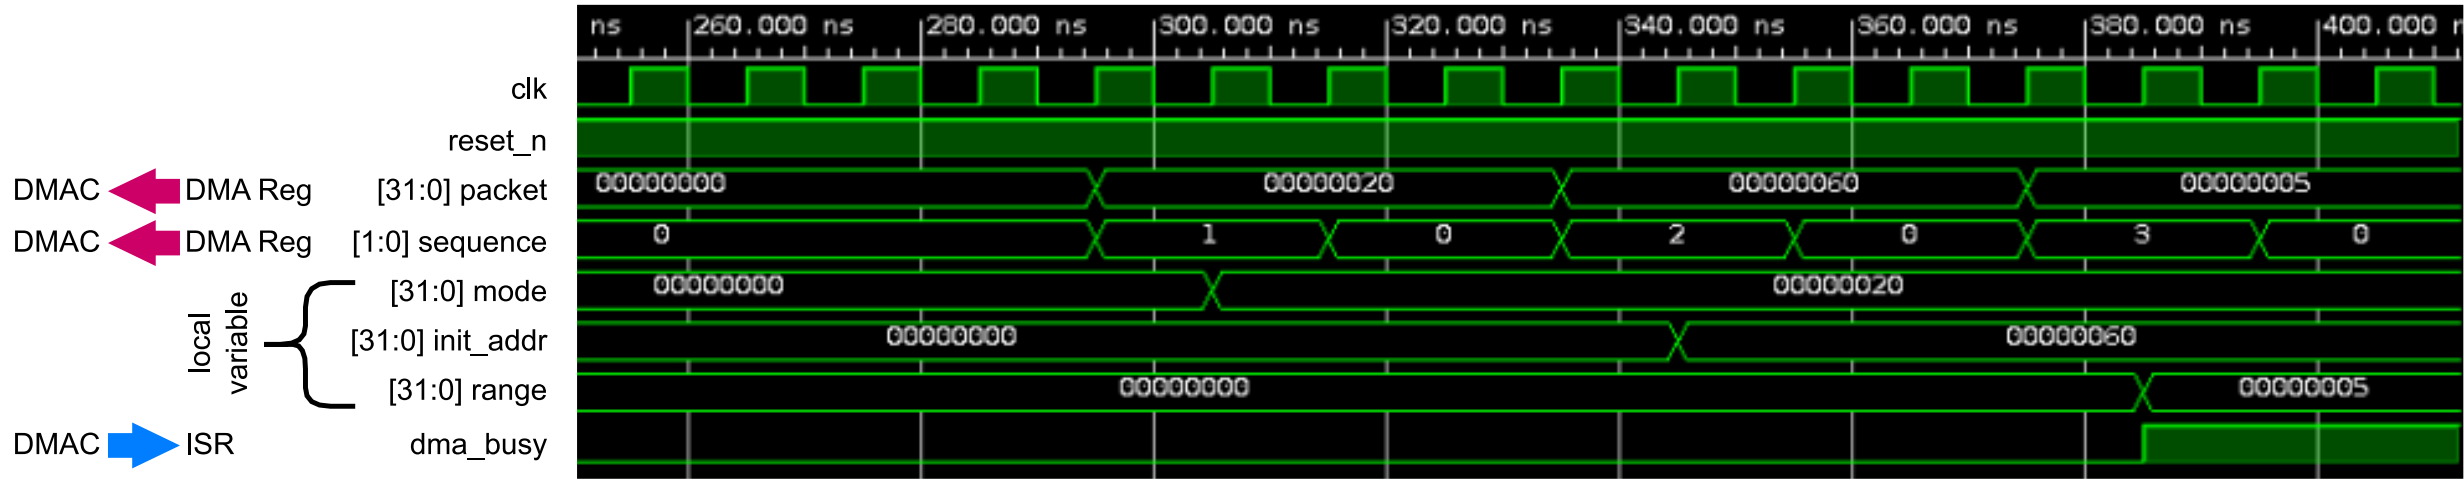 ns 260.000 ns 280.000 ns 300.000 ns 320.000 ns 340.000 ns 360.000 ns 380.000 ns 400.000
clk
reset_n
DMAC DMA Reg [31:0] packet 00000000 00000020 00000060 00000005
DMAC DMA Reg [1:0] sequence 0 1 0 2 0 3 0
local variable
[31:0] mode 00000000 00000020
[31:0] init_addr 00000000 00000060
[31:0] range 00000000 00000005
DMAC ISR dma_busy